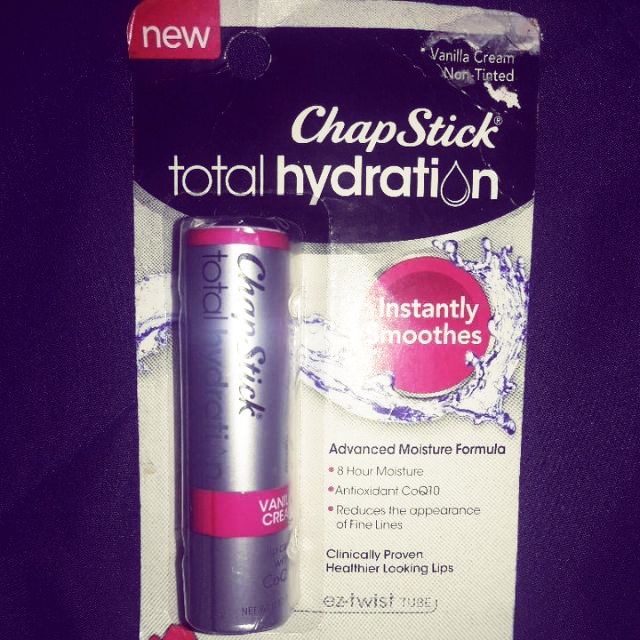 new
Vanilla Cream
Non-Tinted
ChapStick®
total hydration
ChapStick
total hydration
Instantly
Smoothes
Advanced Moisture Formula
• 8 Hour Moisture
• Antioxidant CoQ10
• Reduces the appearance
of Fine Lines
Clinically Proven
Healthier Looking Lips
ez-twist TUBE